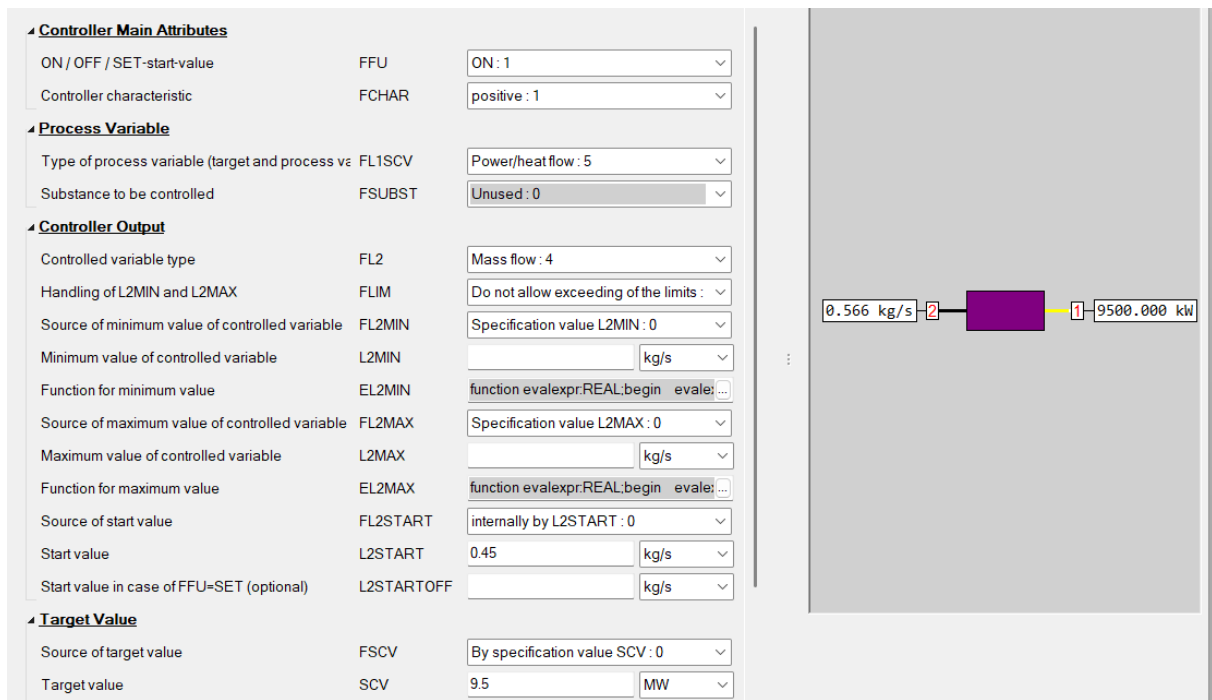 Controller Main Attributes
ON / OFF / SET-start-value FFU ON : 1
Controller characteristic FCHAR positive : 1
Process Variable
Type of process variable (target and process va FL1SCV Power/heat flow : 5
Substance to be controlled FSUBST Unused : 0
Controller Output
Controlled variable type FL2 Mass flow : 4
Handling of L2MIN and L2MAX FLIM Do not allow exceeding of the limits :
Source of minimum value of controlled variable FL2MIN Specification value L2MIN : 0
Minimum value of controlled variable L2MIN kg/s
Function for minimum value EL2MIN function evalexpr:REAL;begin evale: ...
Source of maximum value of controlled variable FL2MAX Specification value L2MAX : 0
Maximum value of controlled variable L2MAX kg/s
Function for maximum value EL2MAX function evalexpr:REAL;begin evale: ...
Source of start value FL2START internally by L2START : 0
Start value L2START 0.45 kg/s
Start value in case of FFU=SET (optional) L2STARTOFF kg/s
Target Value
Source of target value FSCV By specification value SCV : 0
Target value SCV 9.5 MW
0.566 kg/s 2 1 9500.000 kW